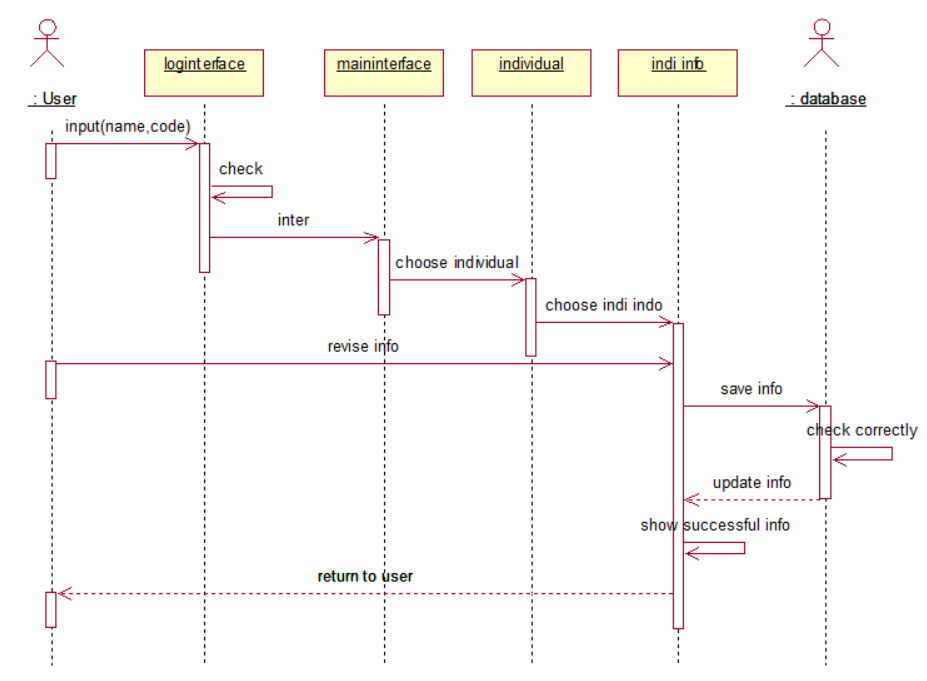 loginterface
maininterface
individual
indi info
: User
: database
input(name,code)
check
inter
choose individual
choose indi indo
revise info
save info
check correctly
update info
show successful info
return to user